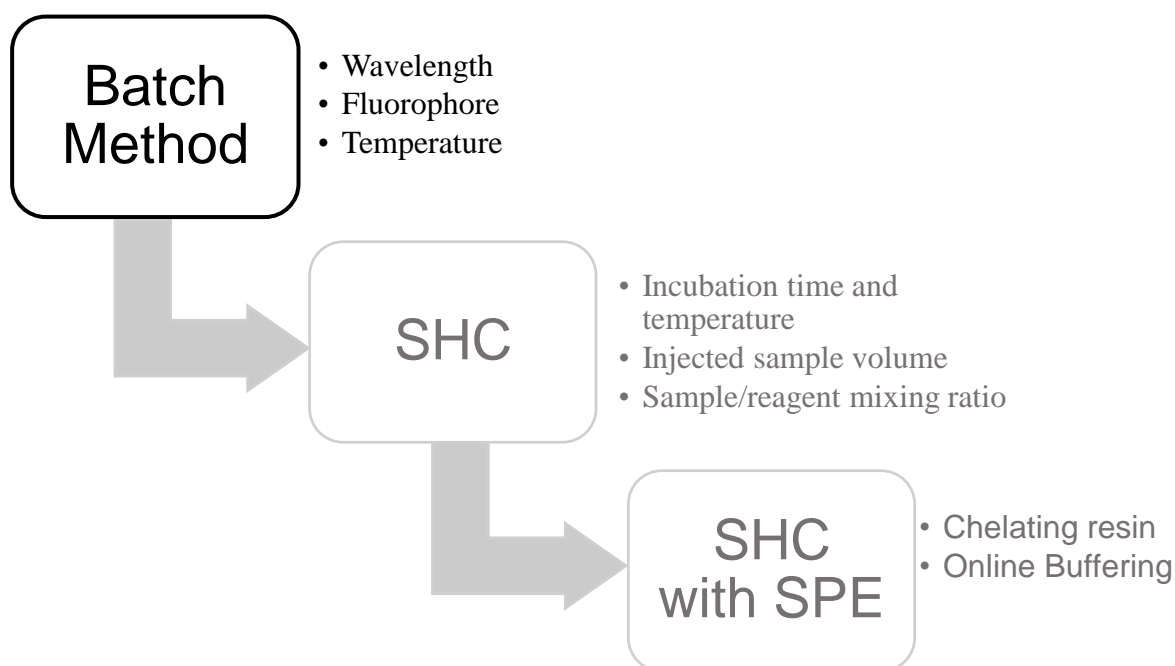 Batch
Method
• Wavelength
• Fluorophore
• Temperature
SHC
• Incubation time and
temperature
• Injected sample volume
• Sample/reagent mixing ratio
SHC
with SPE
• Chelating resin
• Online Buffering